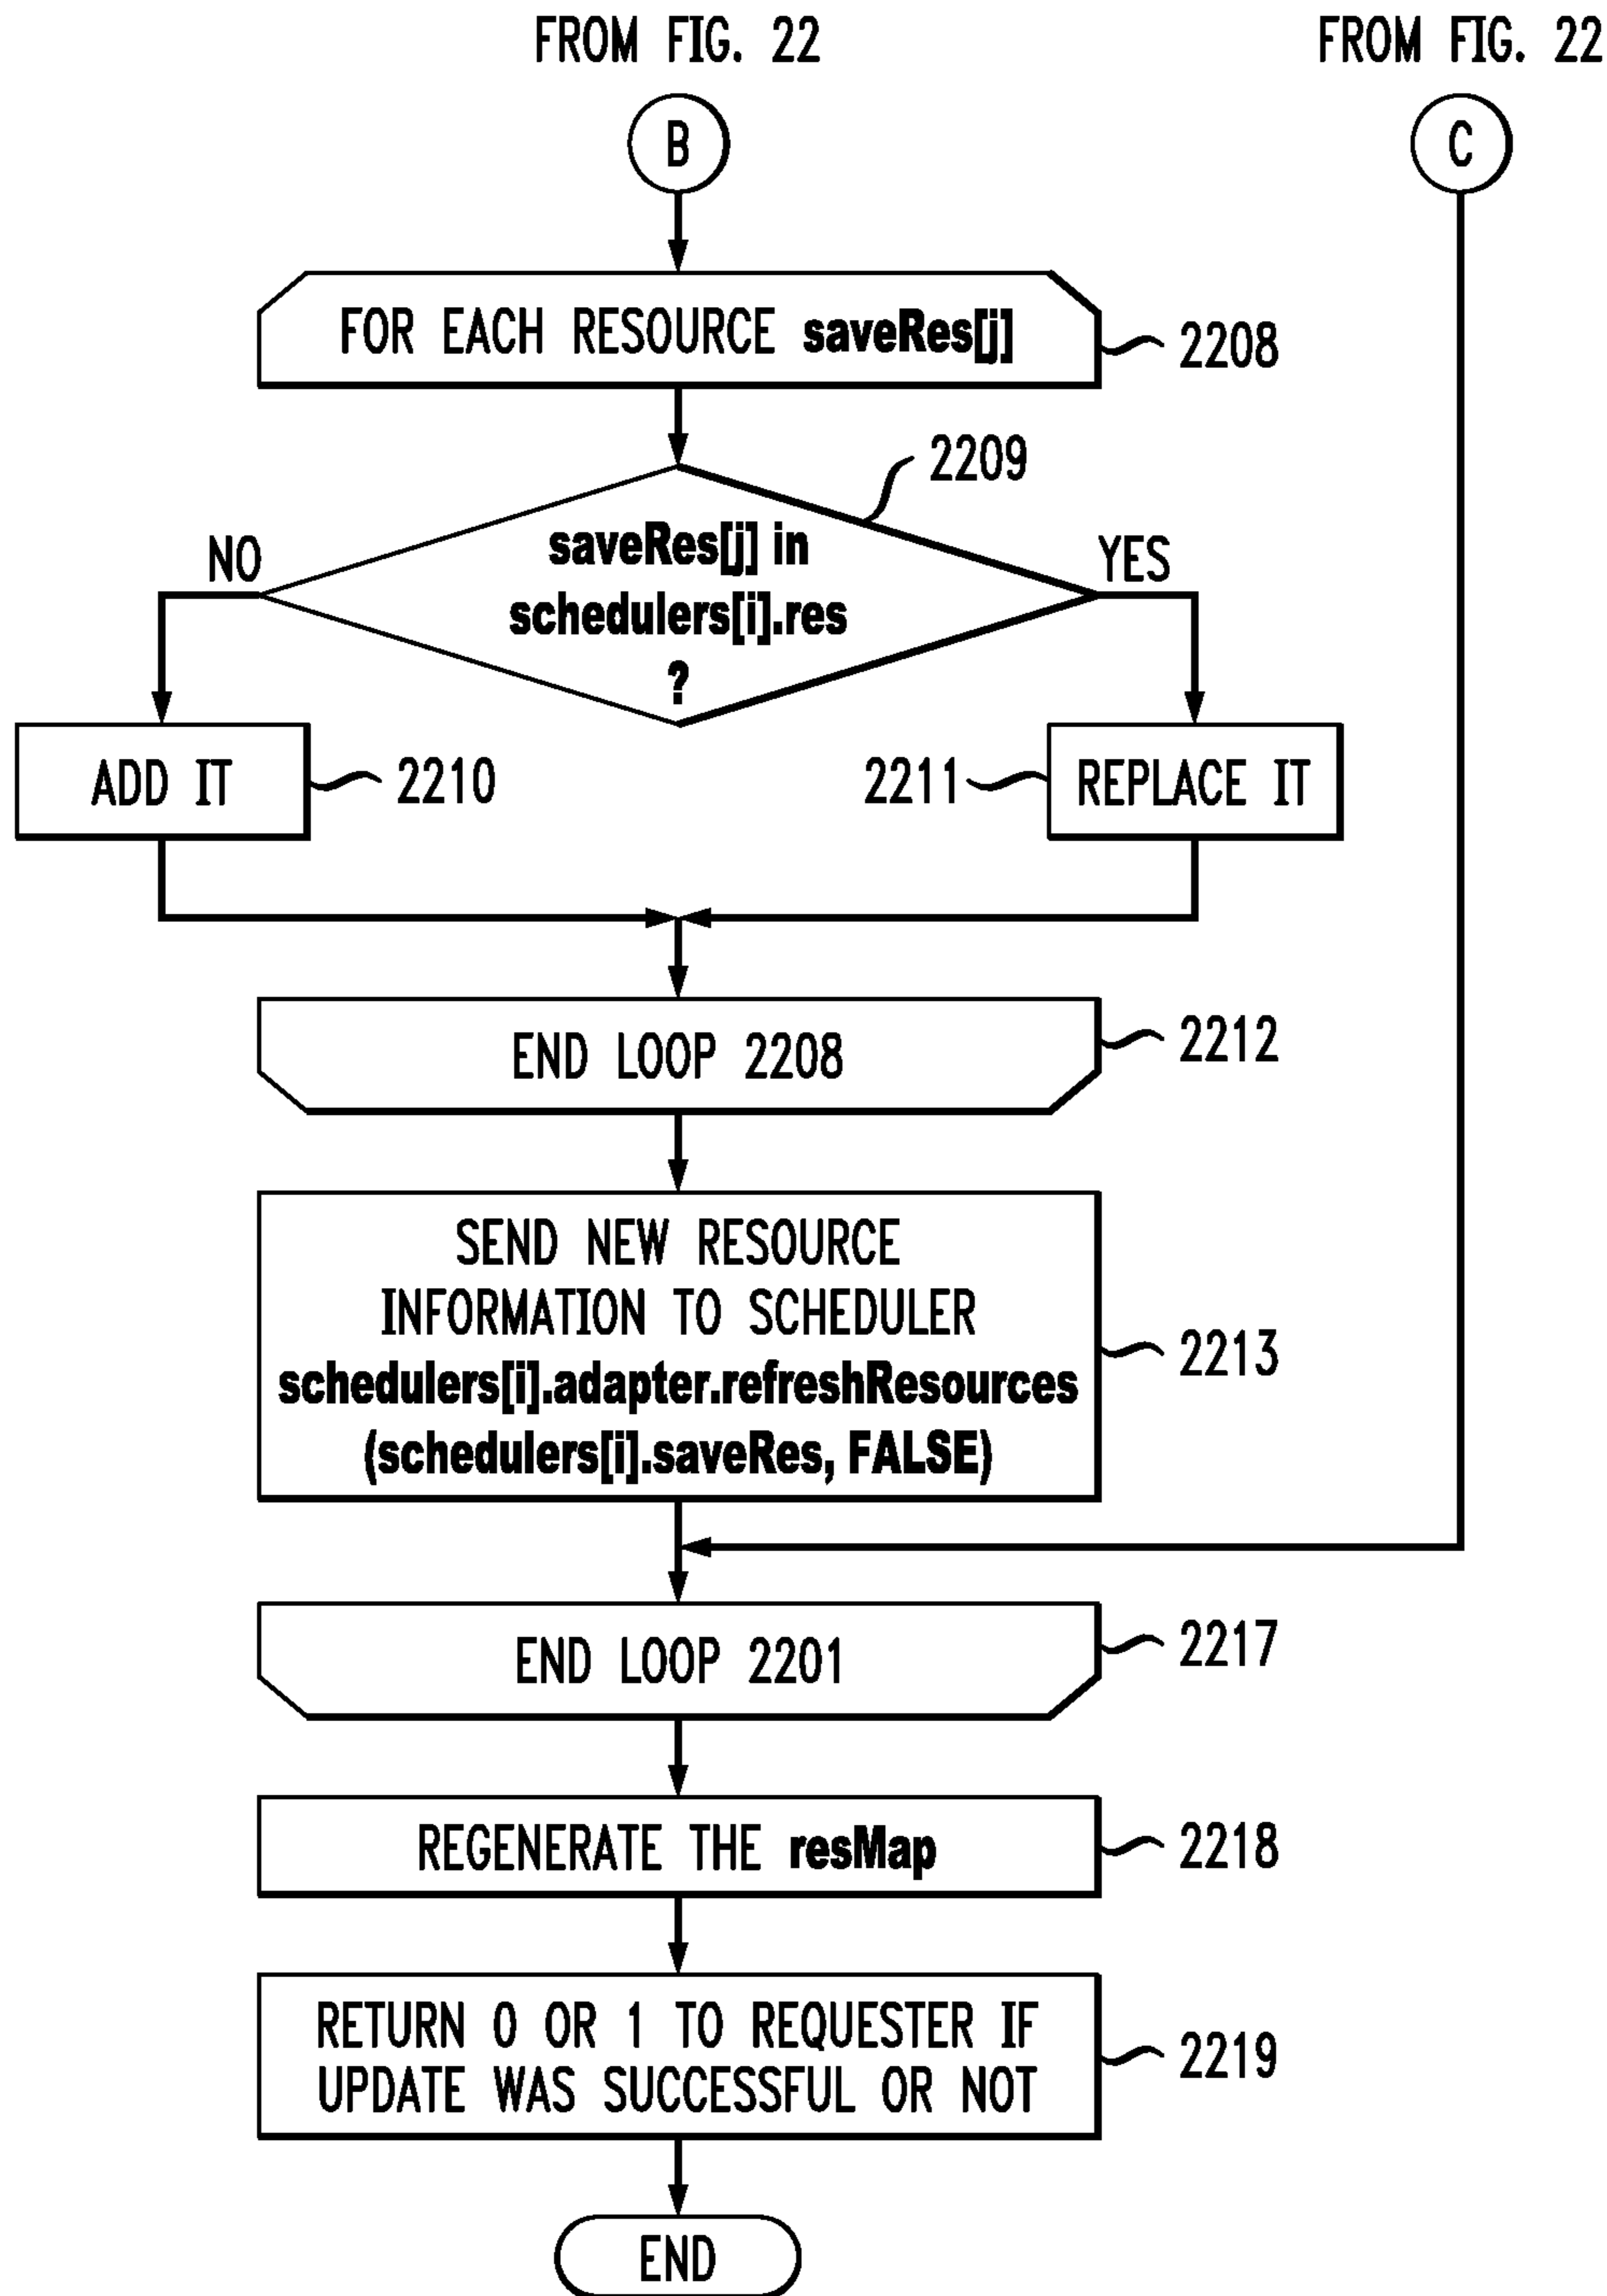 FROM FIG. 22
FROM FIG. 22
B
C
FOR EACH RESOURCE saveRes[j]
2208
2209
NO
saveRes[j] in
schedulers[i].res
?
YES
ADD IT
2210
2211
REPLACE IT
END LOOP 2208
2212
SEND NEW RESOURCE
INFORMATION TO SCHEDULER
schedulers[i].adapter.refreshResources
(schedulers[i].saveRes, FALSE)
2213
END LOOP 2201
2217
REGENERATE THE resMap
2218
RETURN 0 OR 1 TO REQUESTER IF
UPDATE WAS SUCCESSFUL OR NOT
2219
END